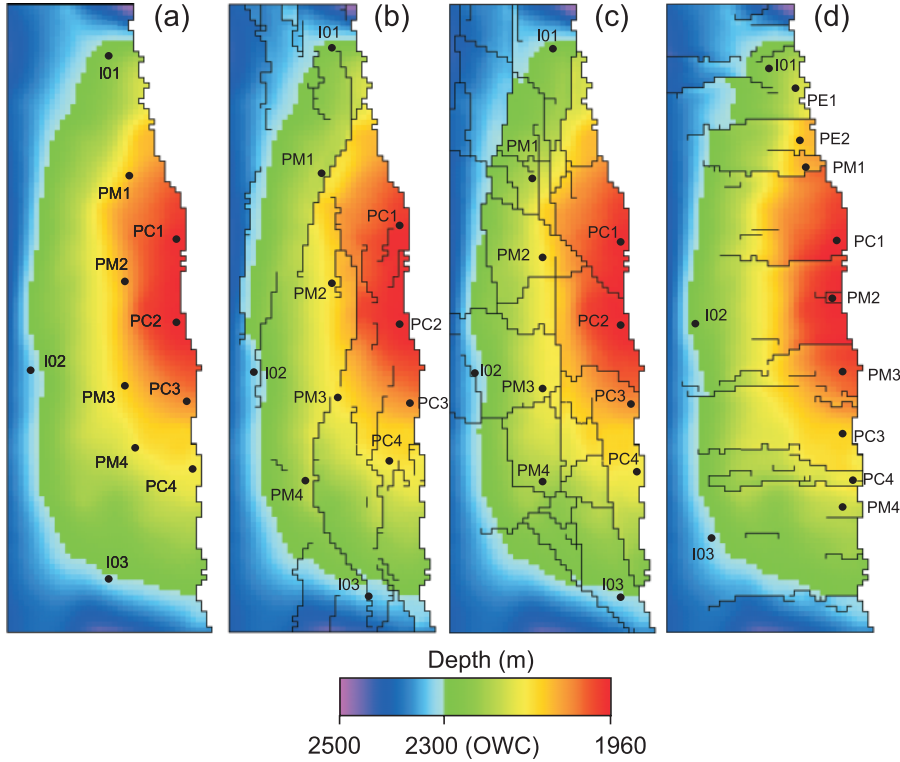 (a)
I01
PM1
PC1
PM2
PC2
I02
PM3
PC3
PM4
PC4
I03
(b)
I01
PM1
PC1
PM2
PC2
I02
PM3
PC3
PC4
PM4
I03
(c)
I01
PM1
PC1
PM2
PC2
I02
PM3
PC3
PM4
PC4
I03
(d)
I01
PE1
PE2
PM1
PC1
PM2
I02
PM3
PC3
PC4
PM4
I03
Depth (m)
2500 2300 (OWC) 1960